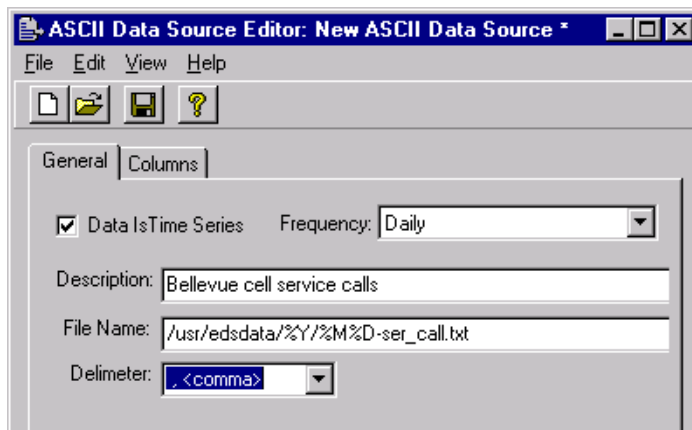 ASCII Data Source Editor: New ASCII Data Source *
File Edit View Help
General Columns
Data IsTime Series Frequency: Daily
Description: Bellevue cell service calls
File Name: /usr/edsdata/%Y/%M%D-ser_call.txt
Delimeter: , <comma>